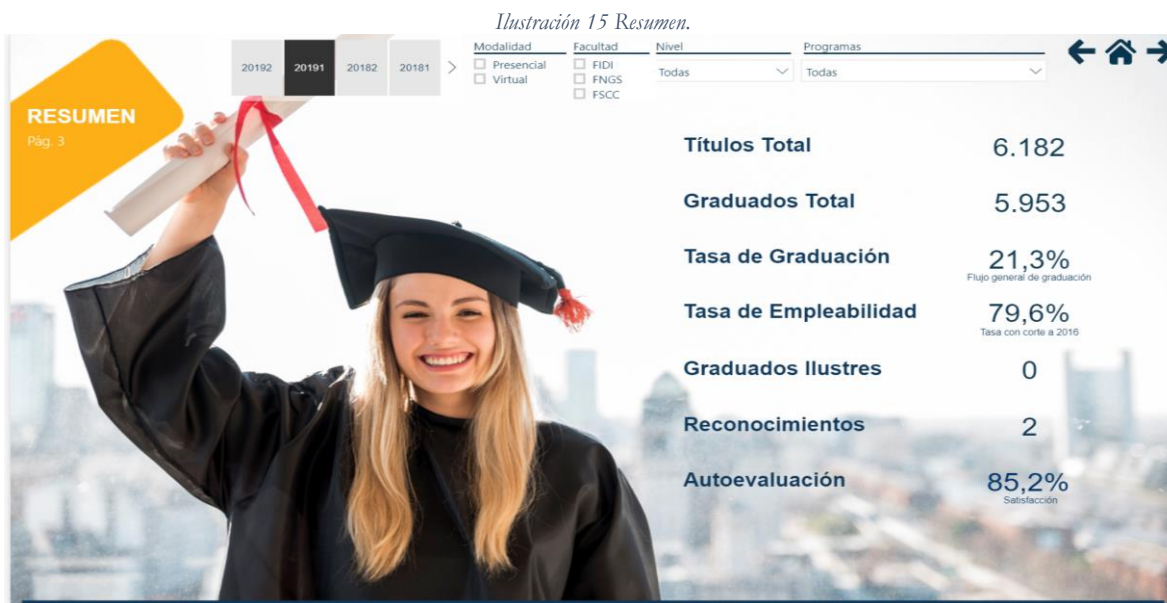 Ilustración 15 Resumen.
20192 20191 20182 20181
Modalidad
Presencial
Virtual
Facultad
FIDI
FNGS
FSCC
Nivel
Todas
Programas
Todas
RESUMEN
Pág. 3
Títulos Total 6.182
Graduados Total 5.953
Tasa de Graduación 21,3%
Flujo general de graduación
Tasa de Empleabilidad 79,6%
Tasa con corte a 2016
Graduados Ilustres 0
Reconocimientos 2
Autoevaluación 85,2%
Satisfacción